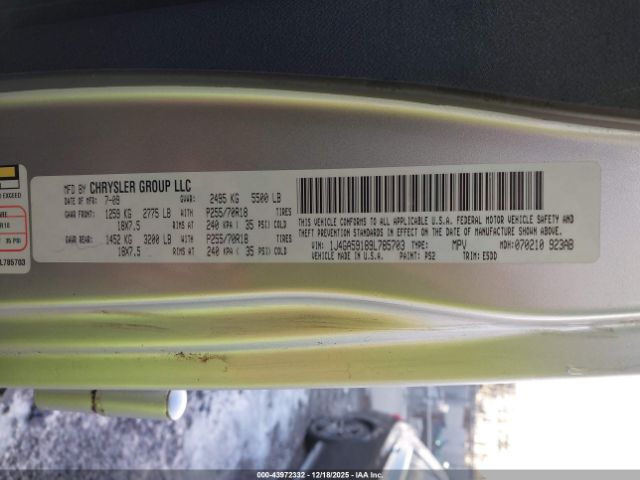 EXCEED
35 PSI
L785703
MFD BY CHRYSLER GROUP LLC
DATE OF MFR: 7-09 GVWR: 2495 KG 5500 LB
GAWR FRONT: 1259 KG 2775 LB WITH P255/70R18 TIRES
18X7.5 RIMS AT 240 KPA ( 35 PSI) COLD
GAWR REAR: 1452 KG 3200 LB WITH P255/70R18 TIRES
18X7.5 RIMS AT 240 KPA ( 35 PSI) COLD
THIS VEHICLE CONFORMS TO ALL APPLICABLE U.S.A. FEDERAL MOTOR VEHICLE SAFETY AND
THEFT PREVENTION STANDARDS IN EFFECT ON THE DATE OF MANUFACTURE SHOWN ABOVE.
VIN: 1J4GA59189L785703 TYPE: MPV MDH: 070210 923AB
VEHICLE MADE IN U.S.A. PAINT: PS2 TRIM: E5DD
000-43972332 - 12/18/2025 - IAA Inc.